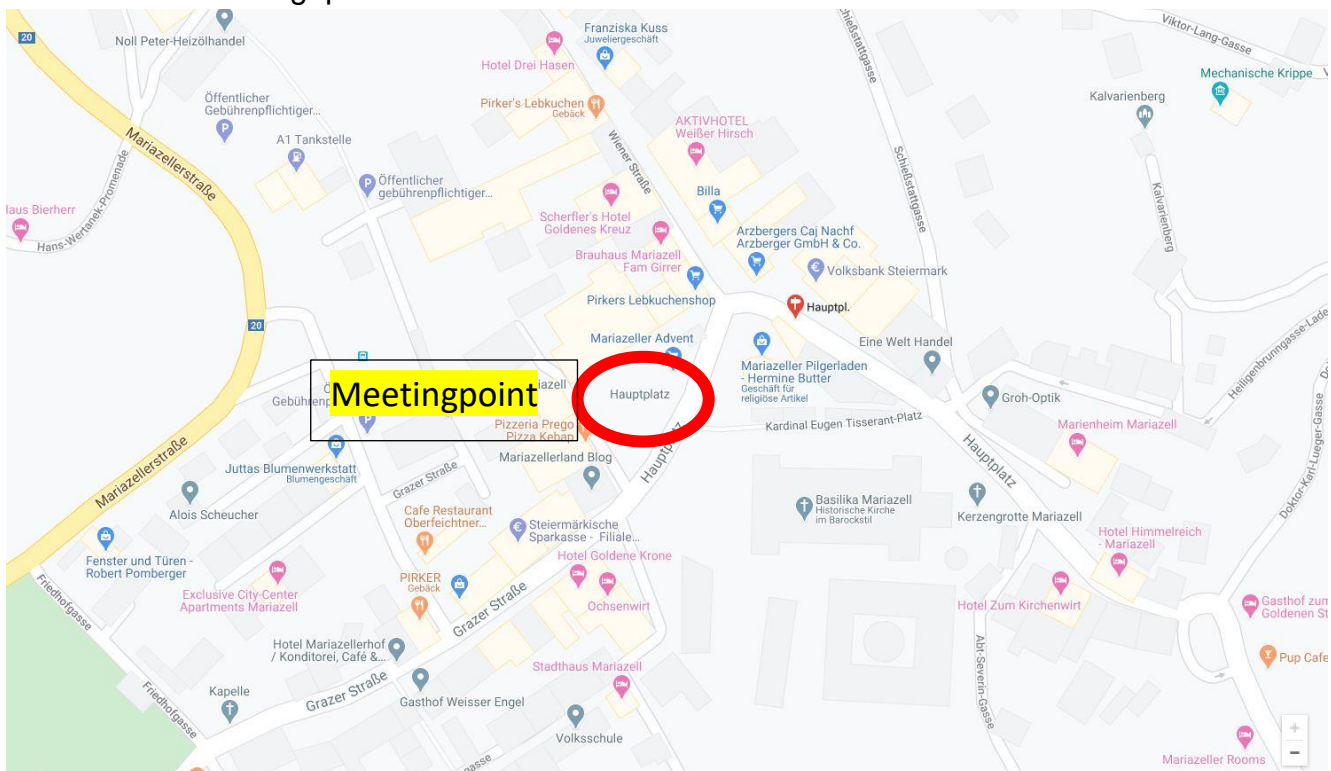 20
Noll Peter-Heizölhandel
Franziska Kuss
Juweliergeschäft
Hotel Drei Hasen
Schießstattgasse
Viktor-Lang-Gasse
Mechanische Krippe
Kalvarienberg
Öffentlicher
Gebührenpflichtiger...
Pirker's Lebkuchen
Gebäck
AKTIVHOTEL
Weißer Hirsch
Mariazellerstraße
A1 Tankstelle
Wiener Straße
Schießstattgasse
Öffentlicher
gebührenpflichtiger...
Billa
Kalvarienberg
Hans-Wertanek-Promenade
laus Bierherr
Scherfler's Hotel
Goldenes Kreuz
Arzbergers Caj Nachf
Arzberger GmbH & Co.
Brauhaus Mariazell
Fam Girrer
Volksbank Steiermark
Pirkers Lebkuchenshop
Hauptpl.
20
Mariazeller Advent
Eine Welt Handel
Mariazeller Pilgerladen
- Hermine Butter
Geschäft für
religiöse Artikel
Meetingpoint
Hauptplatz
Groh-Optik
Kardinal Eugen Tisserant-Platz
Marienheim Mariazell
Pizzeria Prego
Pizza Kebap
Hauptplatz
Hauptplatz
Mariazellerland Blog
Juttas Blumenwerkstatt
Blumengeschäft
Grazer Straße
Mariazellerstraße
Alois Scheucher
Cafe Restaurant
Oberfeichtner...
Steiermärkische
Sparkasse - Filiale...
Basilika Mariazell
Historische Kirche
im Barockstil
Kerzengrotte Mariazell
Doktor-Karl-Lueger-Gasse
Hotel Himmelreich
- Mariazell
Fenster und Türen -
Robert Pomberger
Hotel Goldene Krone
PIRKER
Gebäck
Exclusive City-Center
Apartments Mariazell
Ochsenwirt
Hotel Zum Kirchenwirt
Gasthof zum
Goldenen St
Friedhofgasse
Grazer Straße
Hotel Mariazellerhof
/ Konditorei, Café &...
Abt-Severin-Gasse
Pup Cafe
Stadthaus Mariazell
Kapelle
Friedhofgasse
Grazer Straße
Gasthof Weisser Engel
Volksschule
Mariazeller Rooms